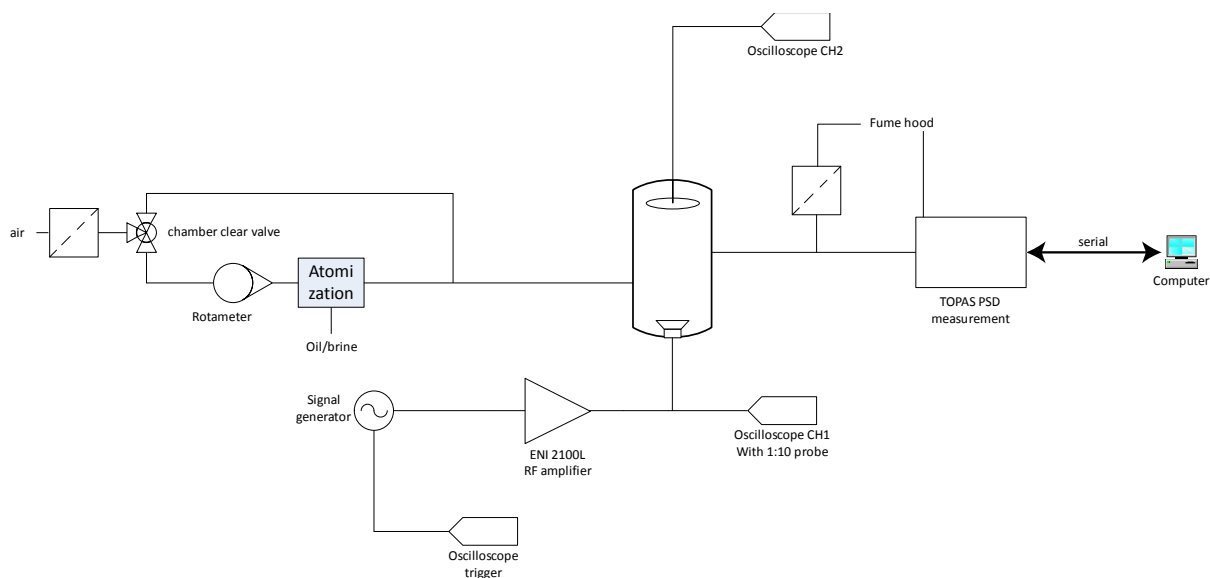 Oscilloscope CH2
Fume hood
air
chamber clear valve
Atomi
zation
serial
Computer
Rotameter
TOPAS PSD
measurement
Oil/brine
Signal
generator
Oscilloscope CH1
With 1:10 probe
ENI 2100L
RF amplifier
Oscilloscope
trigger